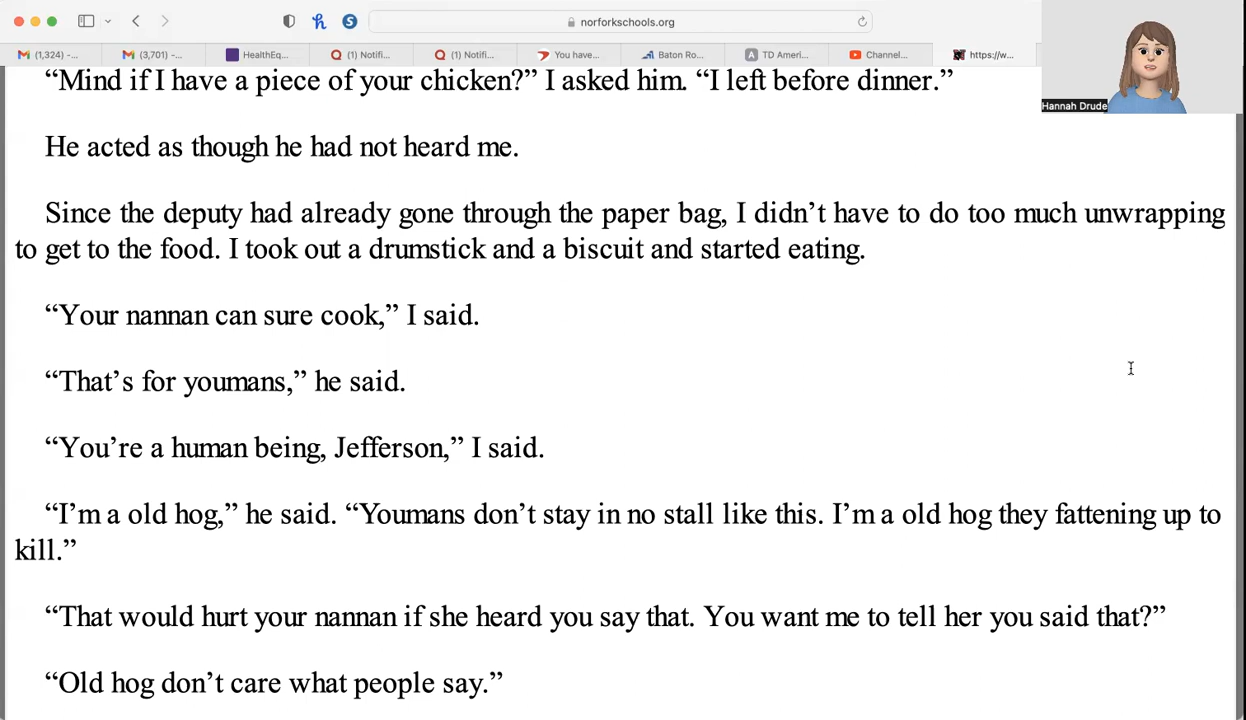 norforkschools.org
(1,324) –... (3,701) –... HealthEq... (1) Notifi... (1) Notifi... You have... Baton Ro... TD Ameri... Channel... https://w...
Hannah Drude
“Mind if I have a piece of your chicken?” I asked him. “I left before dinner.”
He acted as though he had not heard me.
Since the deputy had already gone through the paper bag, I didn’t have to do too much unwrapping
to get to the food. I took out a drumstick and a biscuit and started eating.
“Your nannan can sure cook,” I said.
“That’s for youmans,” he said.
“You’re a human being, Jefferson,” I said.
“I’m a old hog,” he said. “Youmans don’t stay in no stall like this. I’m a old hog they fattening up to
kill.”
“That would hurt your nannan if she heard you say that. You want me to tell her you said that?”
“Old hog don’t care what people say.”